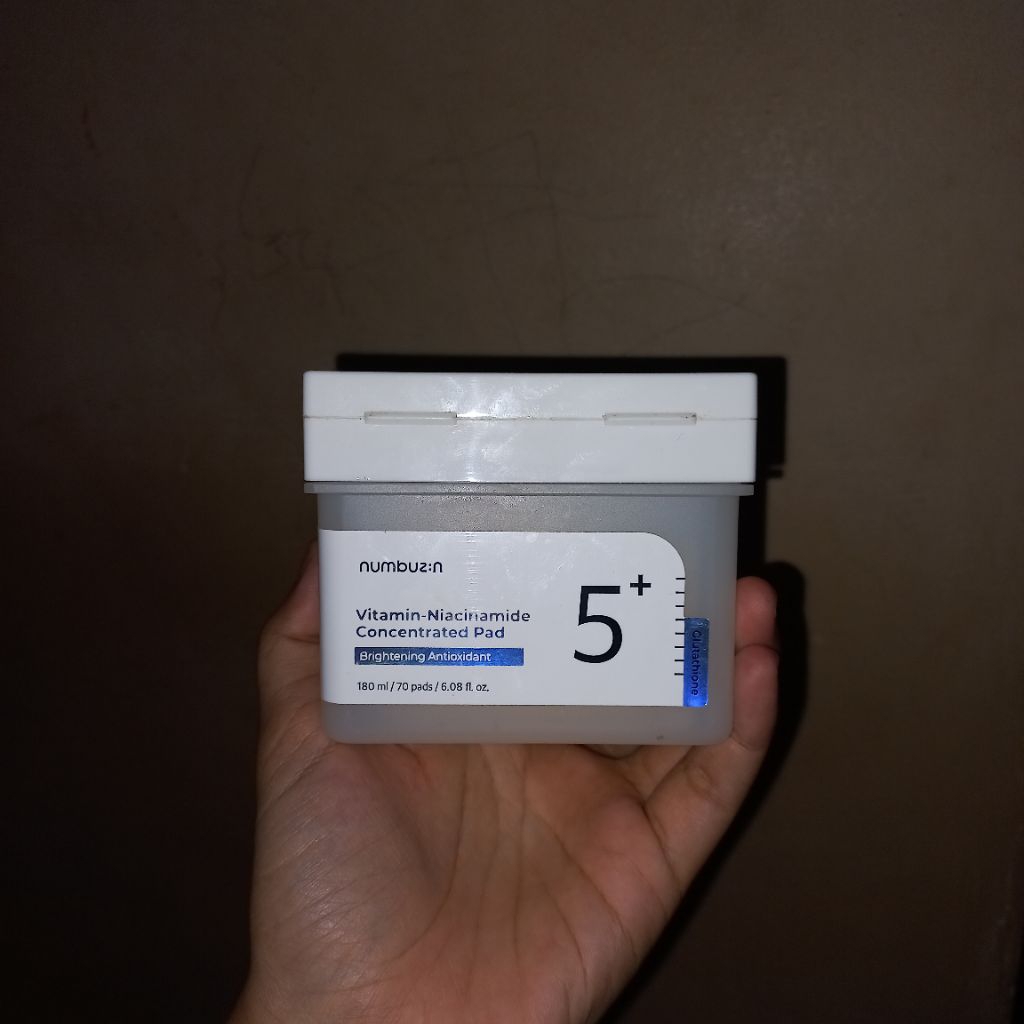 numbuz:n
Vitamin-Niacinamide
Concentrated Pad
Brightening Antioxidant
180 ml / 70 pads / 6.08 fl. oz.
5+
Glutathione